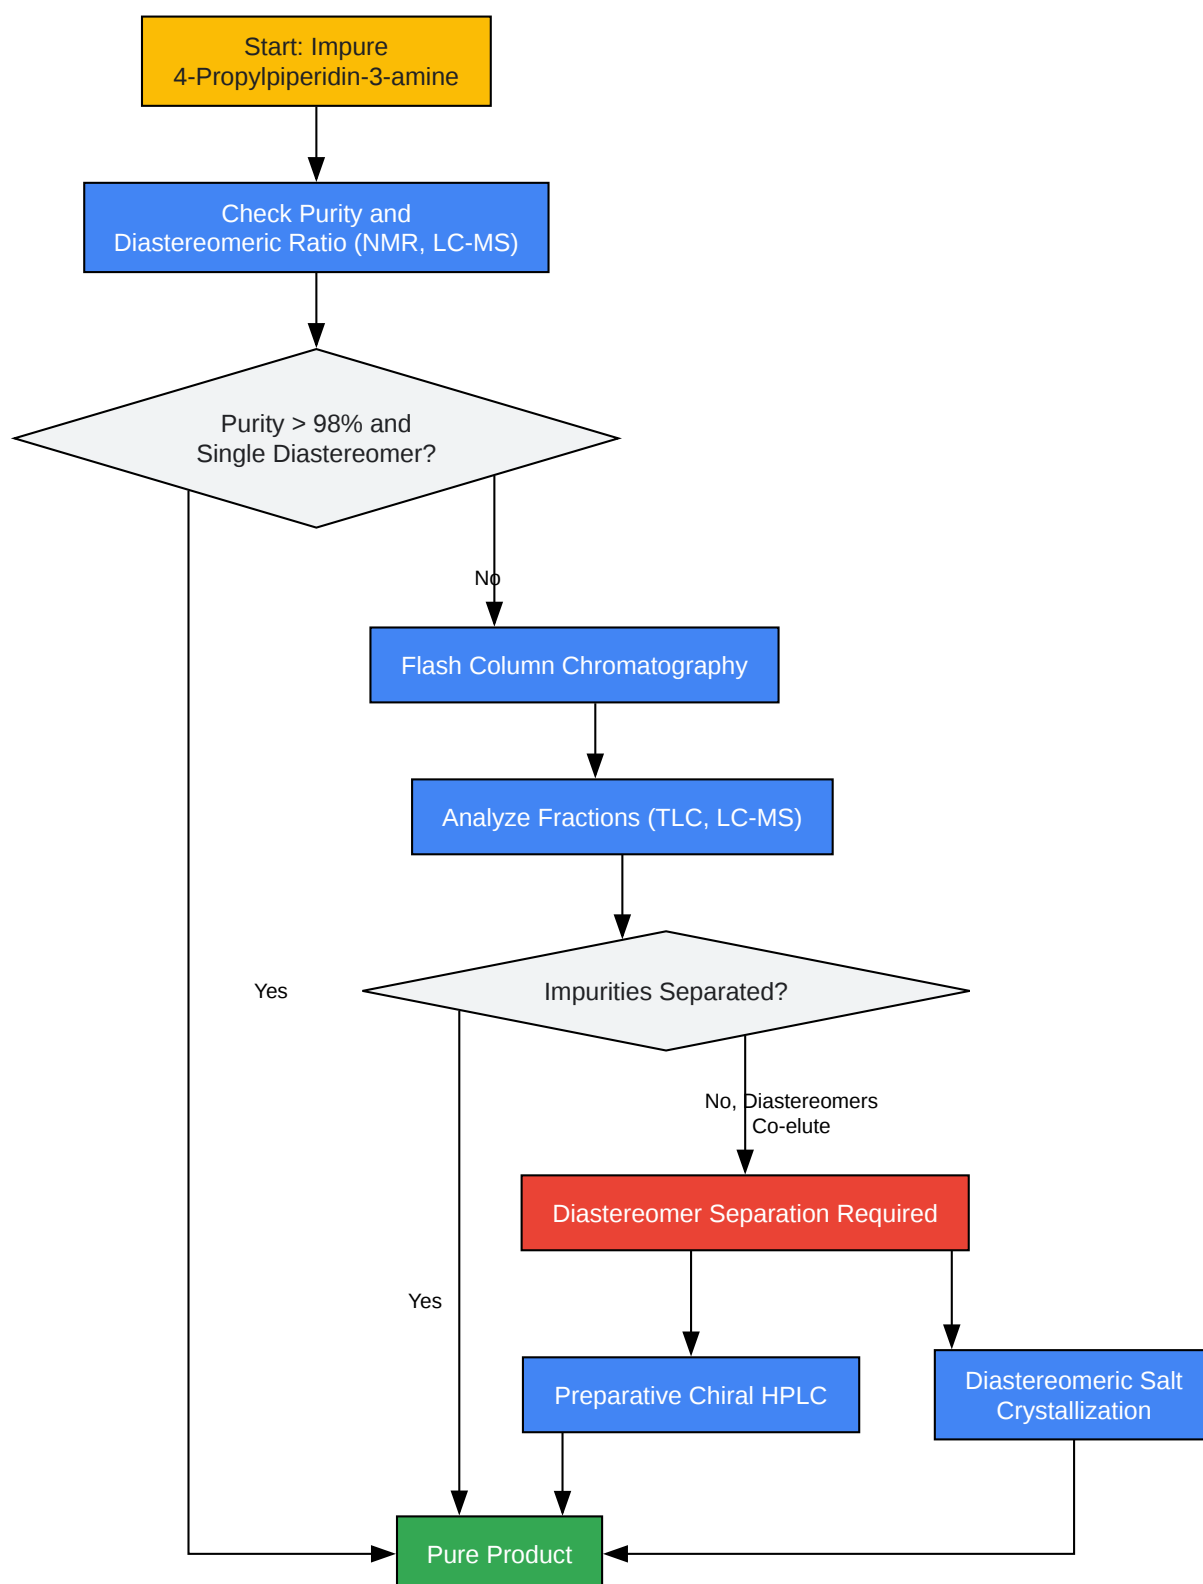 Start: Impure
4-Propylpiperidin-3-amine
Check Purity and
Diastereomeric Ratio (NMR, LC-MS)
Purity > 98% and
Single Diastereomer?
No
Flash Column Chromatography
Analyze Fractions (TLC, LC-MS)
Yes
Impurities Separated?
No, Diastereomers
Co-elute
Diastereomer Separation Required
Yes
Preparative Chiral HPLC
Diastereomeric Salt
Crystallization
Pure Product